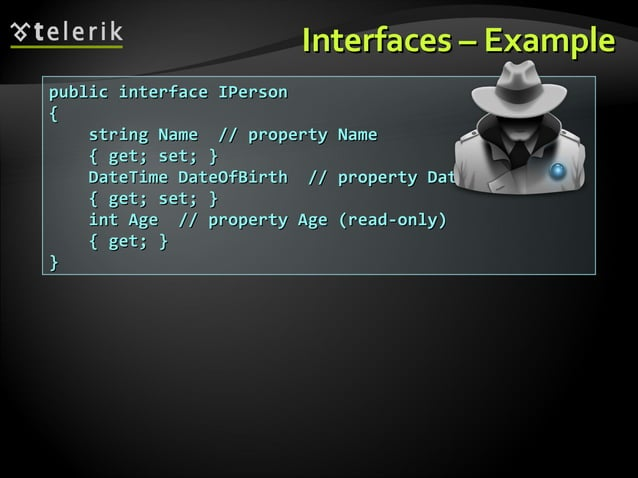 telerik
Interfaces – Example
public interface IPerson
{
    string Name  // property Name
    { get; set; }
    DateTime DateOfBirth  // property Dat
    { get; set; }
    int Age  // property Age (read-only)
    { get; }
}